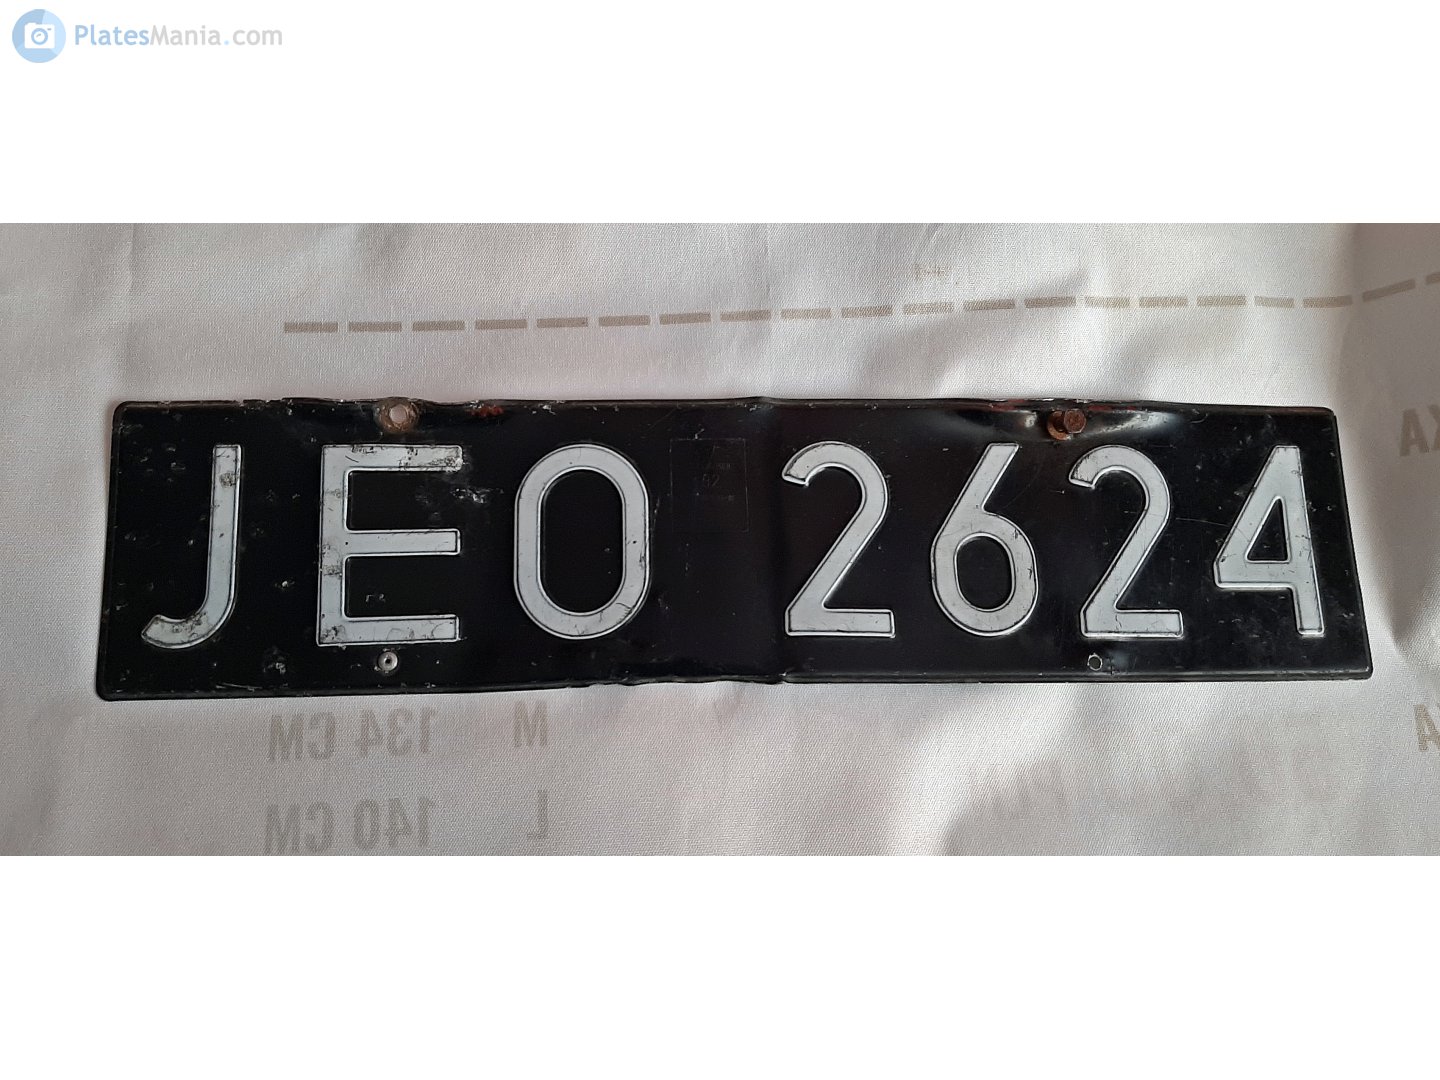 PlatesMania.com
JEO 2624
M 134 CM
L 140 CM